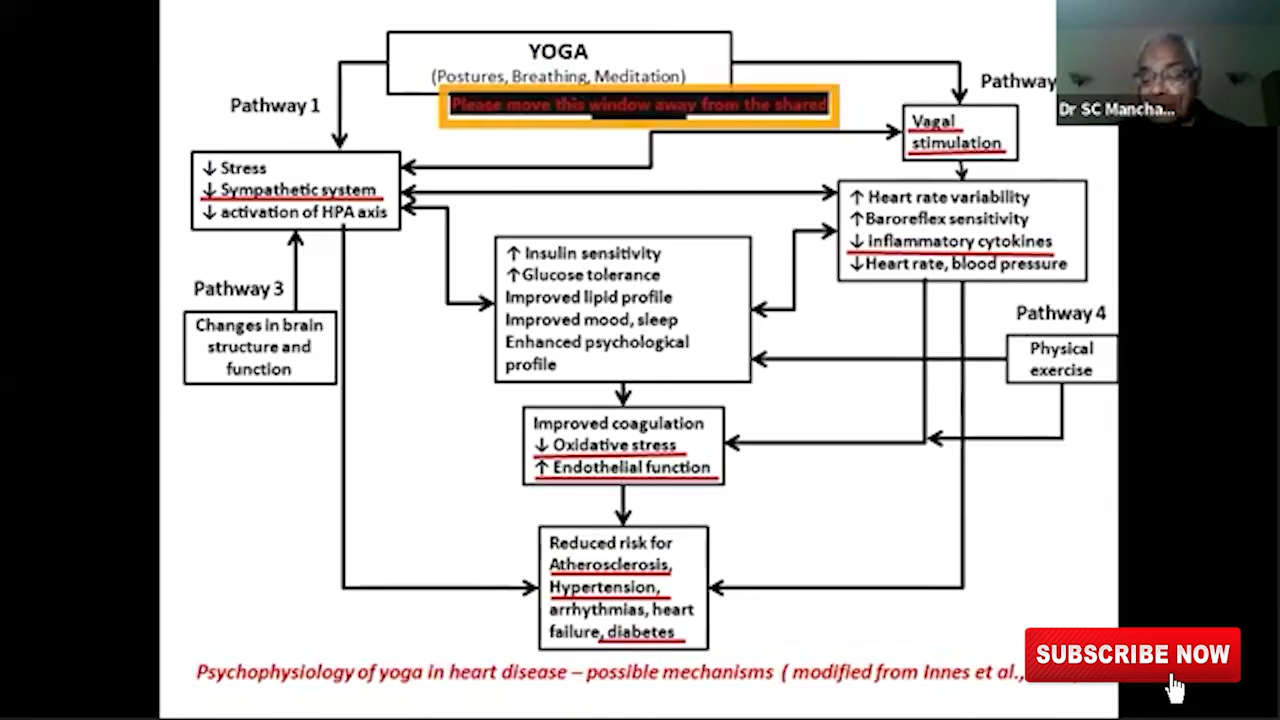 YOGA
(Postures, Breathing, Meditation)
Please move this window away from the shared
Pathway 1
Pathway
Dr SC Mancha...
Vagal
stimulation
↓ Stress
↓ Sympathetic system
↓ activation of HPA axis
↑ Heart rate variability
↑Baroreflex sensitivity
↓ inflammatory cytokines
↓Heart rate, blood pressure
↑ Insulin sensitivity
↑Glucose tolerance
Improved lipid profile
Improved mood, sleep
Enhanced psychological
profile
Pathway 3
Changes in brain
structure and
function
Pathway 4
Physical
exercise
Improved coagulation
↓ Oxidative stress
↑ Endothelial function
Reduced risk for
Atherosclerosis,
Hypertension,
arrhythmias, heart
failure, diabetes
Psychophysiology of yoga in heart disease – possible mechanisms ( modified from Innes et al.,
SUBSCRIBE NOW